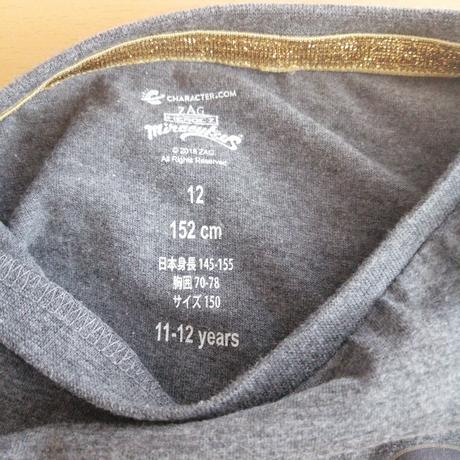 CHARACTER.COM
ZAG
Miraculous
© 2018 ZAG
All Rights Reserved
12
152 cm
日本身長 145-155
胸囲 70-78
サイズ 150
11-12 years